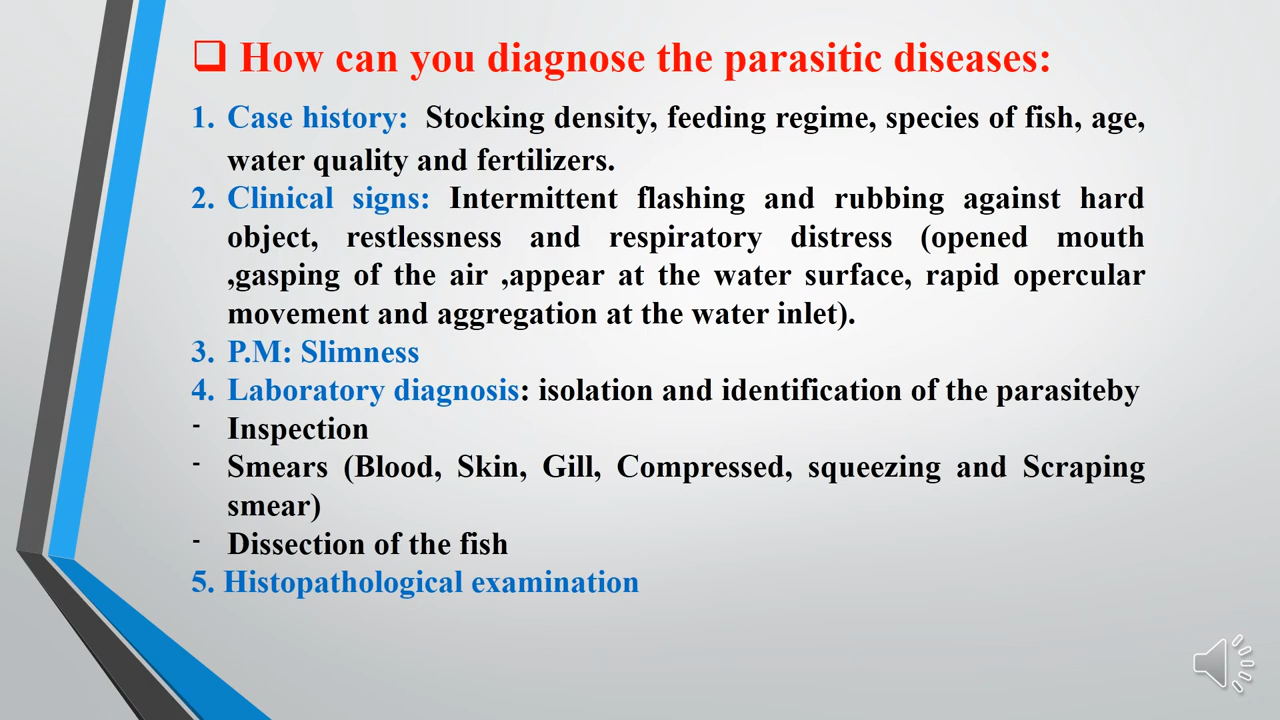 ❑ How can you diagnose the parasitic diseases:
1. Case history: Stocking density, feeding regime, species of fish, age,
water quality and fertilizers.
2. Clinical signs: Intermittent flashing and rubbing against hard
object, restlessness and respiratory distress (opened mouth
,gasping of the air ,appear at the water surface, rapid opercular
movement and aggregation at the water inlet).
3. P.M: Slimness
4. Laboratory diagnosis: isolation and identification of the parasiteby
- Inspection
- Smears (Blood, Skin, Gill, Compressed, squeezing and Scraping
smear)
- Dissection of the fish
5. Histopathological examination